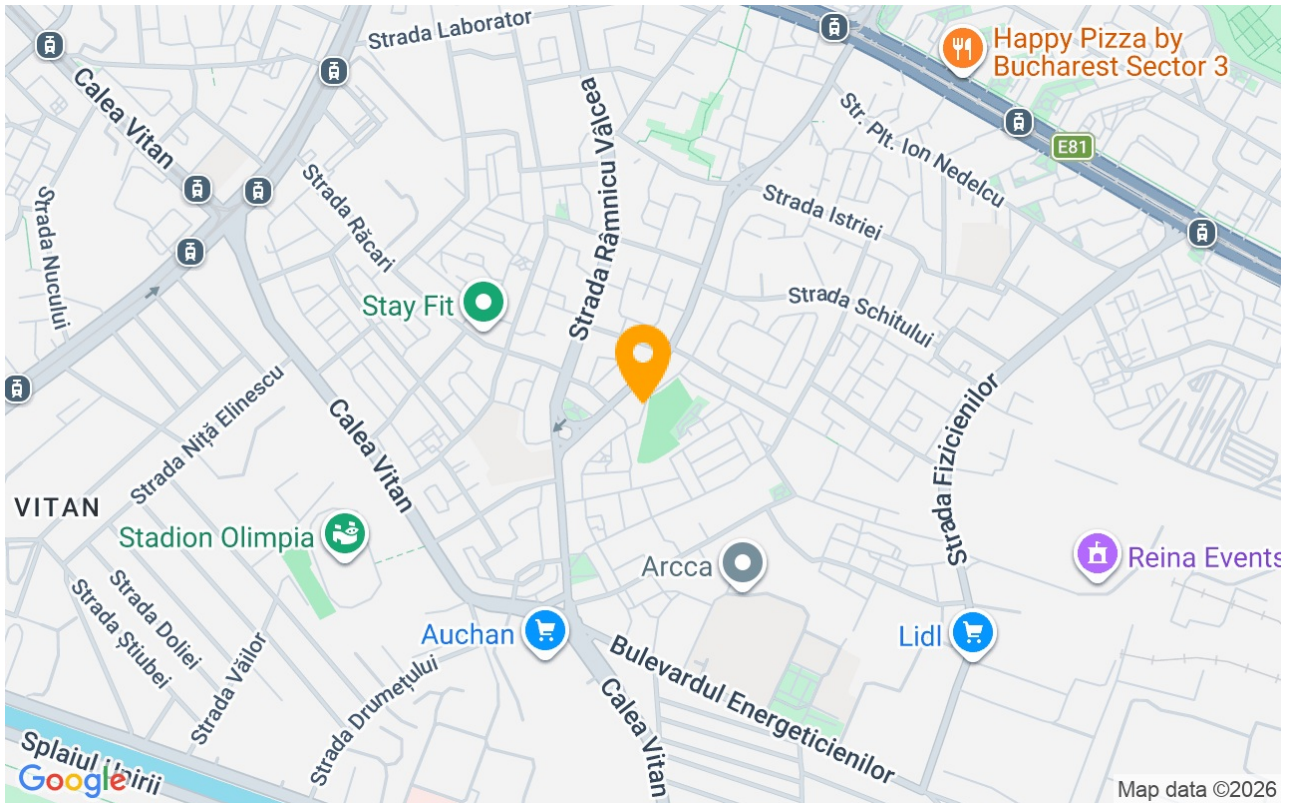 Strada Laborator
Happy Pizza by
Bucharest Sector 3
Calea Vitan
Strada Râmnicu Vâlcea
Str. Plt. Ion Nedelcu
E81
Strada Nucului
Strada Răcari
Strada Istriei
Stay Fit
Strada Schitului
Strada Niță Elinescu
Calea Vitan
Strada Fizicienilor
VITAN
Stadion Olimpia
Arcca
Reina Events
Strada Doliei
Strada Știubei
Strada Văilor
Auchan
Lidl
Strada Drumețului
Bulevardul Energeticienilor
Calea Vitan
Splaiul Unirii
Google
Map data ©2026